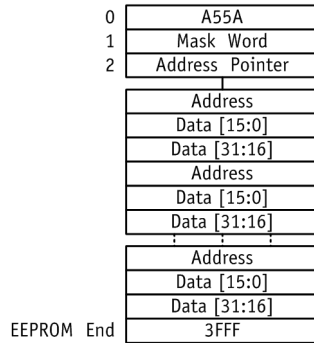 0 A55A
1 Mask Word
2 Address Pointer
Address
Data [15:0]
Data [31:16]
Address
Data [15:0]
Data [31:16]
Address
Data [15:0]
Data [31:16]
EEPROM End 3FFF